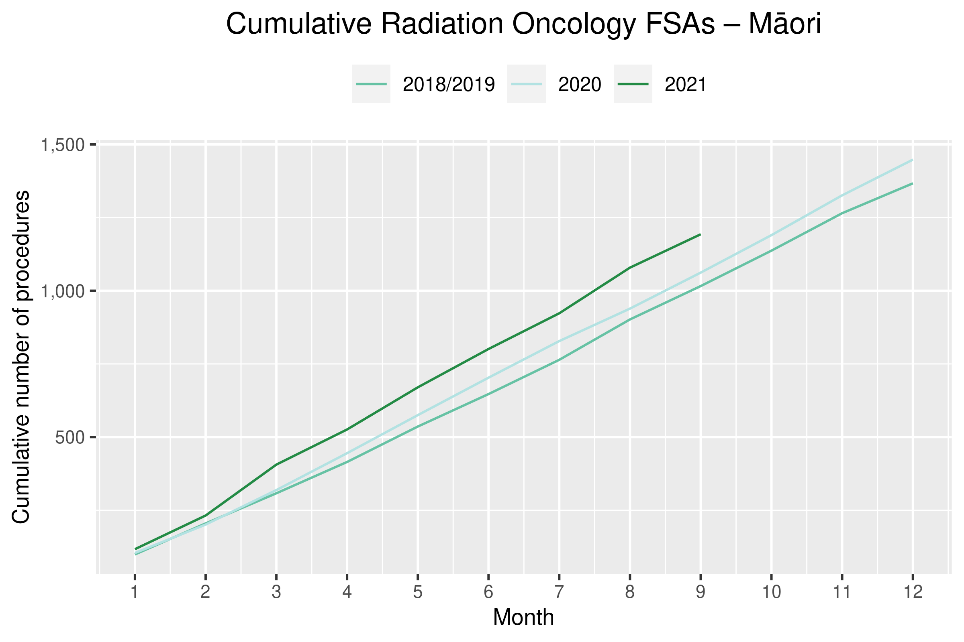 Cumulative Radiation Oncology FSAs – Māori
2018/2019 2020 2021
Cumulative number of procedures
1,500
1,000
500
1 2 3 4 5 6 7 8 9 10 11 12
Month